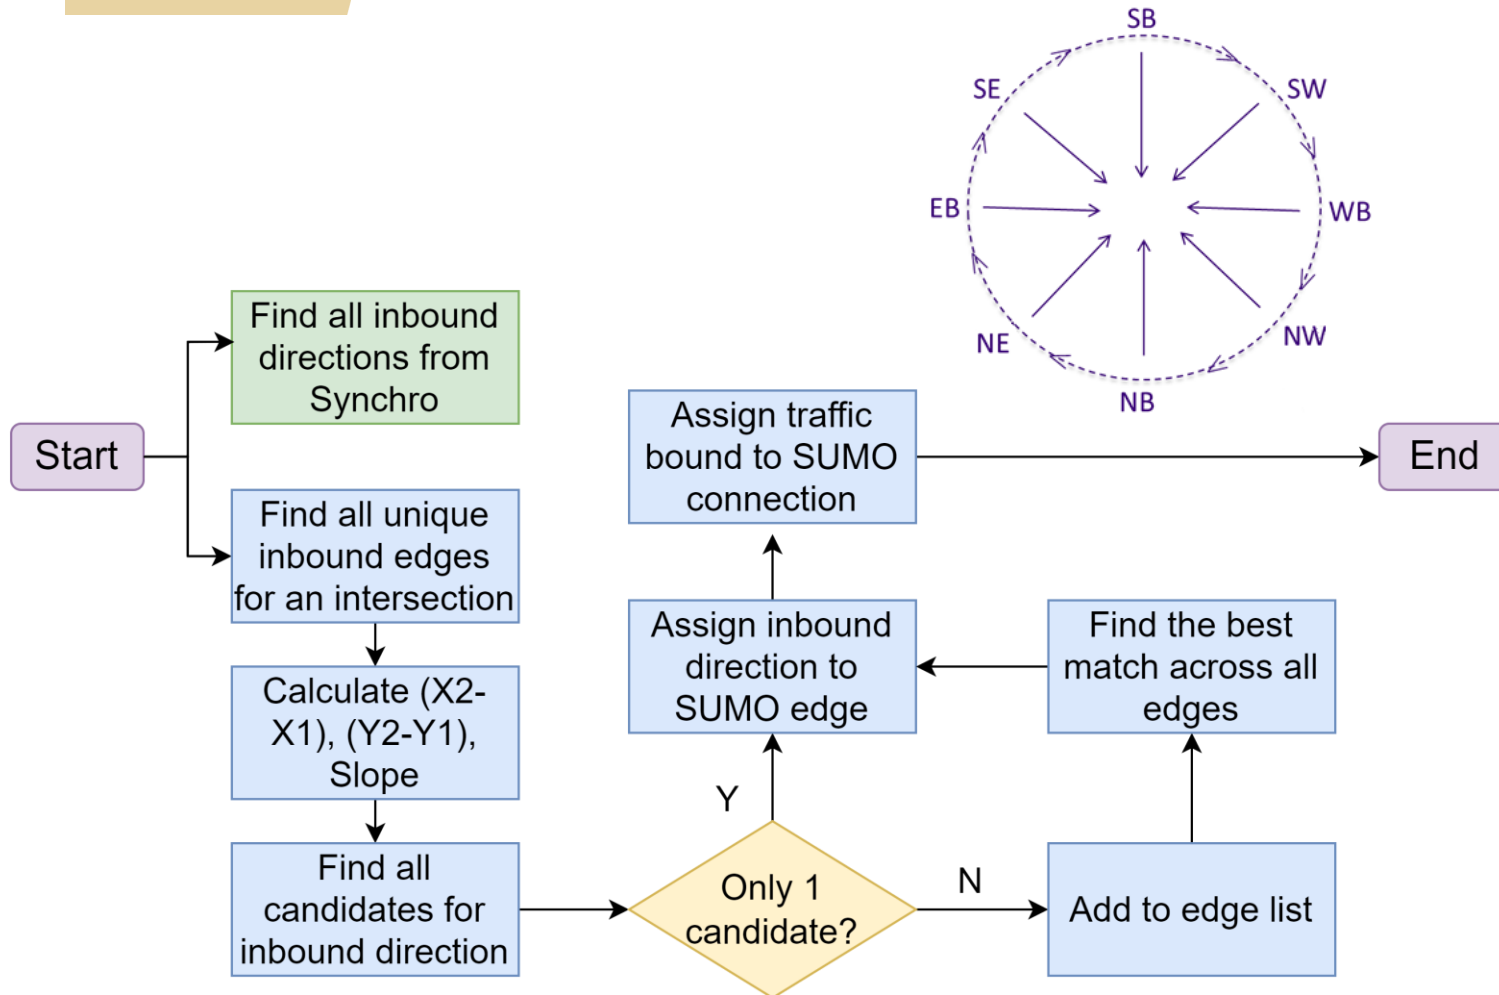 SB
SE
SW
EB
WB
NE
NW
NB
Find all inbound
directions from
Synchro
Start
Find all unique
inbound edges
for an intersection
Calculate (X2-
X1), (Y2-Y1),
Slope
Find all
candidates for
inbound direction
Only 1
candidate?
Y
N
Add to edge list
Find the best
match across all
edges
Assign inbound
direction to
SUMO edge
Assign traffic
bound to SUMO
connection
End